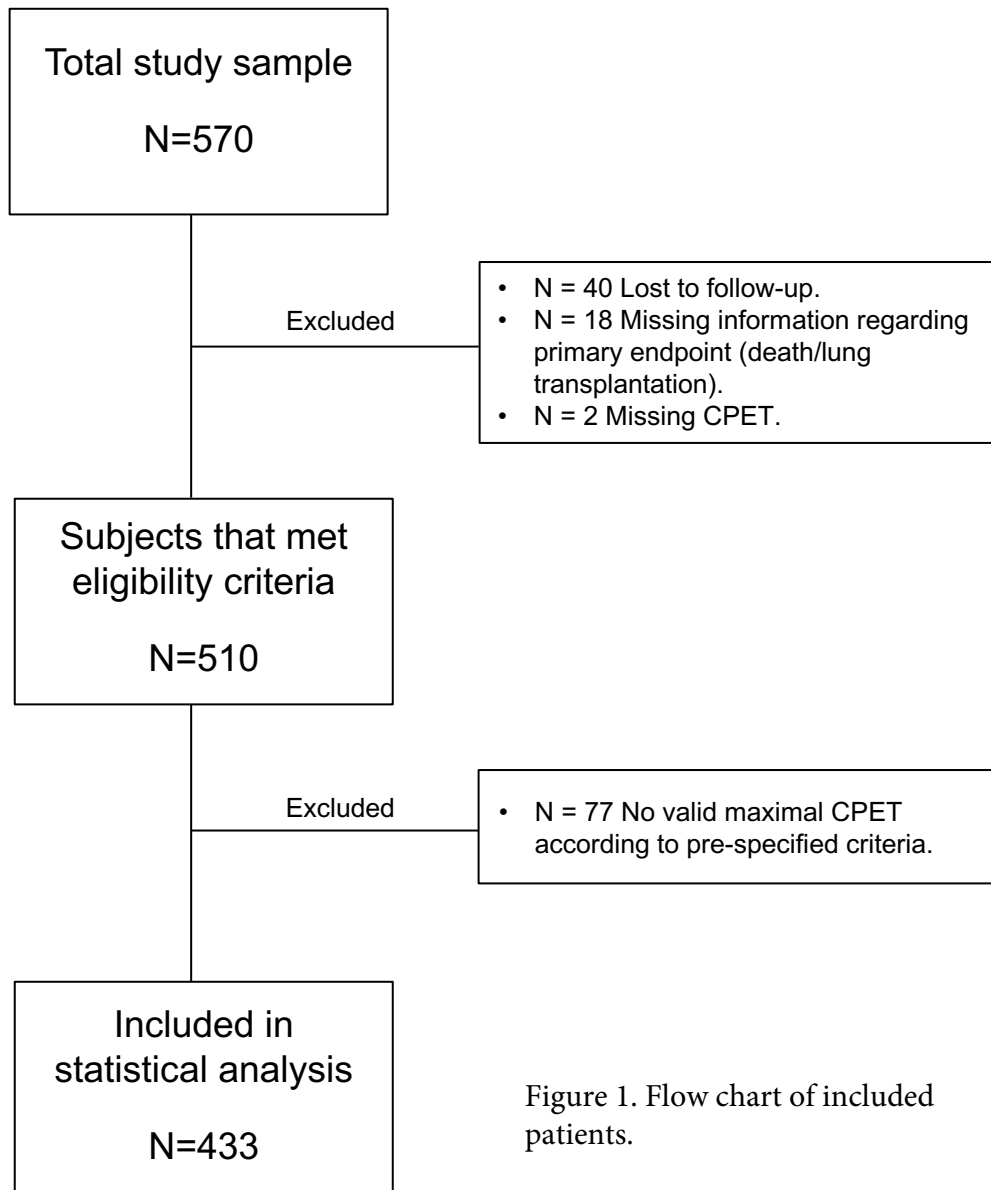 Total study sample
N=570
Excluded
• N = 40 Lost to follow-up.
• N = 18 Missing information regarding
primary endpoint (death/lung
transplantation).
• N = 2 Missing CPET.
Subjects that met
eligibility criteria
N=510
Excluded
• N = 77 No valid maximal CPET
according to pre-specified criteria.
Included in
statistical analysis
N=433
Figure 1. Flow chart of included
patients.